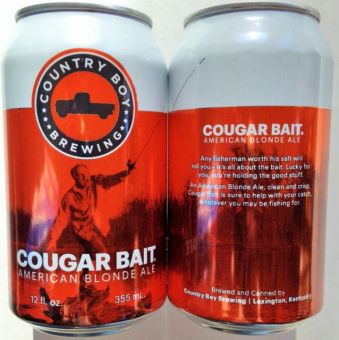 COUNTRY BOY
BREWING
COUGAR BAIT.
AMERICAN BLONDE ALE
12 fl. oz. 355 mL
COUGAR BAIT.
AMERICAN BLONDE ALE
Any fisherman worth his salt will
tell you - it's all about the bait. Lucky for
you, you're holding the good stuff.
An American Blonde Ale, clean and crisp,
Cougar Bait is sure to help with your catch,
whatever you may be fishing for.
Brewed and Canned by
Country Boy Brewing | Lexington, Kentucky